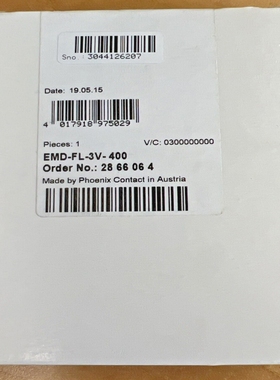 Sno. 3044126207
Date: 19.05.15
4 017918 975029
Pieces: 1 V/C: 0300000000
EMD-FL-3V- 400
Order No.: 28 66 06 4
Made by Phoenix Contact in Austria